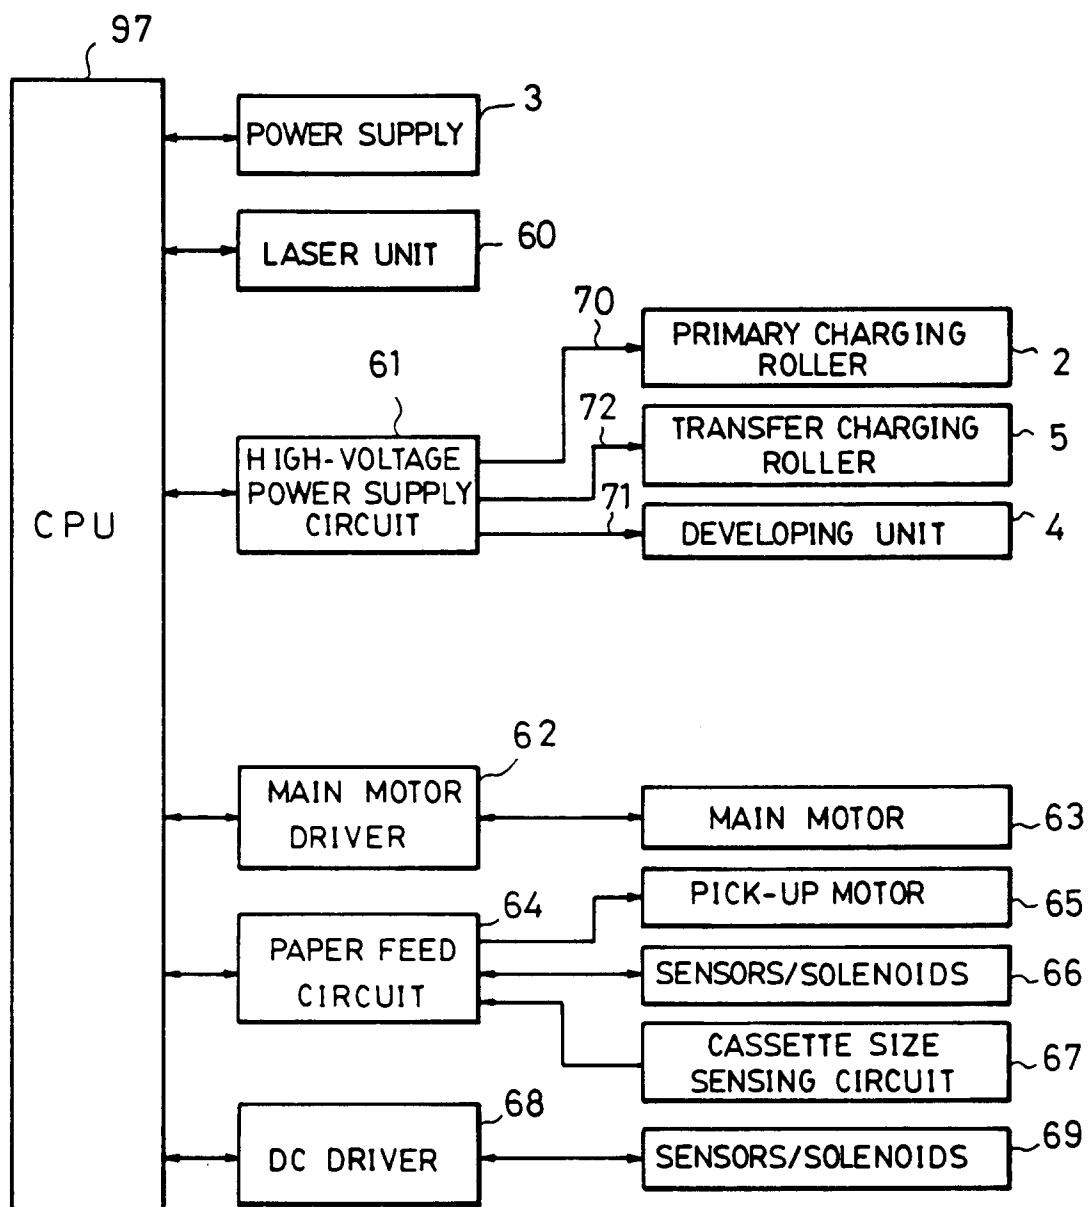 97
3
POWER SUPPLY
60
LASER UNIT
70
PRIMARY CHARGING
ROLLER
2
61
72
TRANSFER CHARGING
ROLLER
5
HIGH-VOLTAGE
POWER SUPPLY
CIRCUIT
71
DEVELOPING UNIT
4
CPU
62
MAIN MOTOR
DRIVER
MAIN MOTOR
63
64
PICK-UP MOTOR
65
PAPER FEED
CIRCUIT
SENSORS/SOLENOIDS
66
CASSETTE SIZE
SENSING CIRCUIT
67
68
DC DRIVER
SENSORS/SOLENOIDS
69